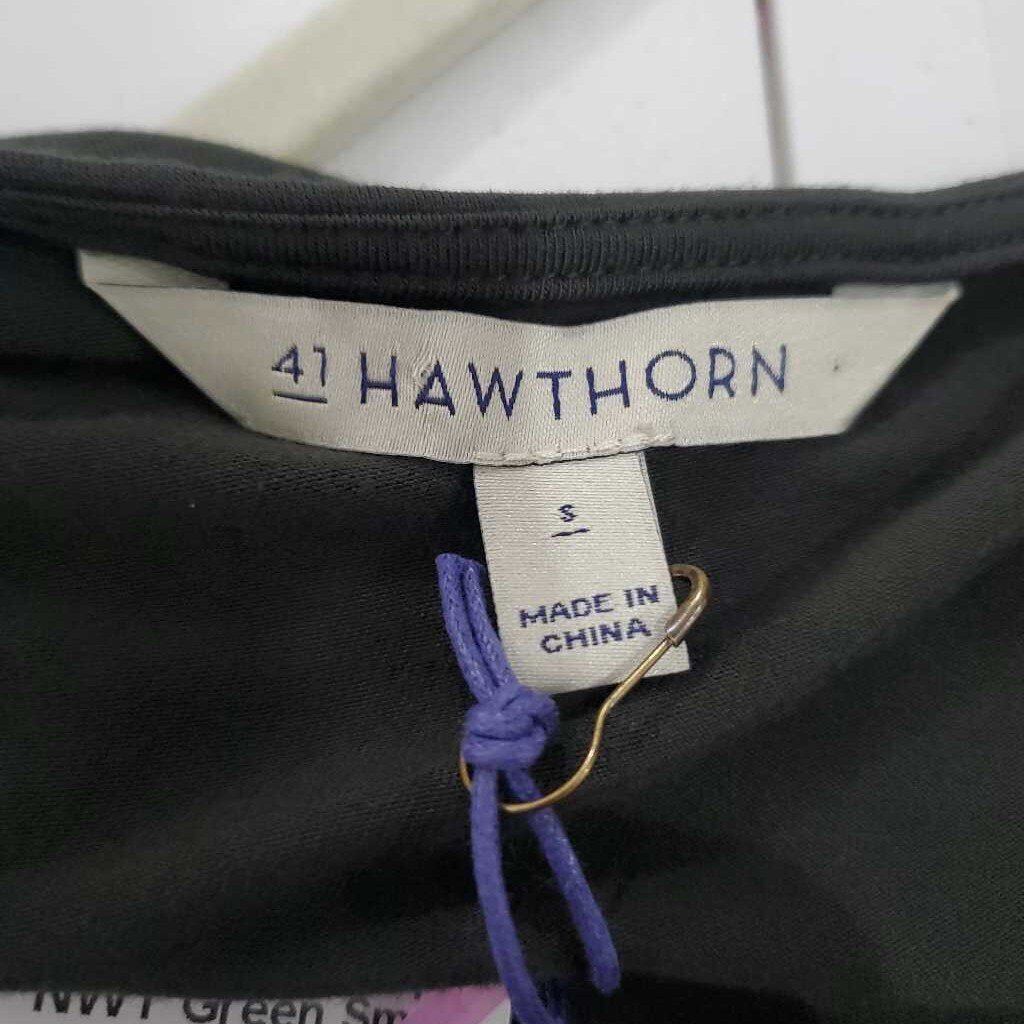 41 HAWTHORN
S
MADE IN
CHINA
NWT Green